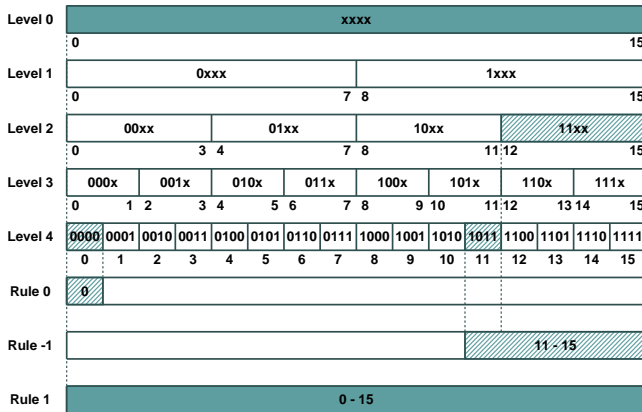 Level 0 xxxx
0 15
Level 1 0xxx 1xxx
0 7 8 15
Level 2 00xx 01xx 10xx 11xx
0 3 4 7 8 11 12 15
Level 3 000x 001x 010x 011x 100x 101x 110x 111x
0 1 2 3 4 5 6 7 8 9 10 11 12 13 14 15
Level 4 0000 0001 0010 0011 0100 0101 0110 0111 1000 1001 1010 1011 1100 1101 1110 1111
0 1 2 3 4 5 6 7 8 9 10 11 12 13 14 15
Rule 0 0
Rule -1 11 - 15
Rule 1 0 - 15